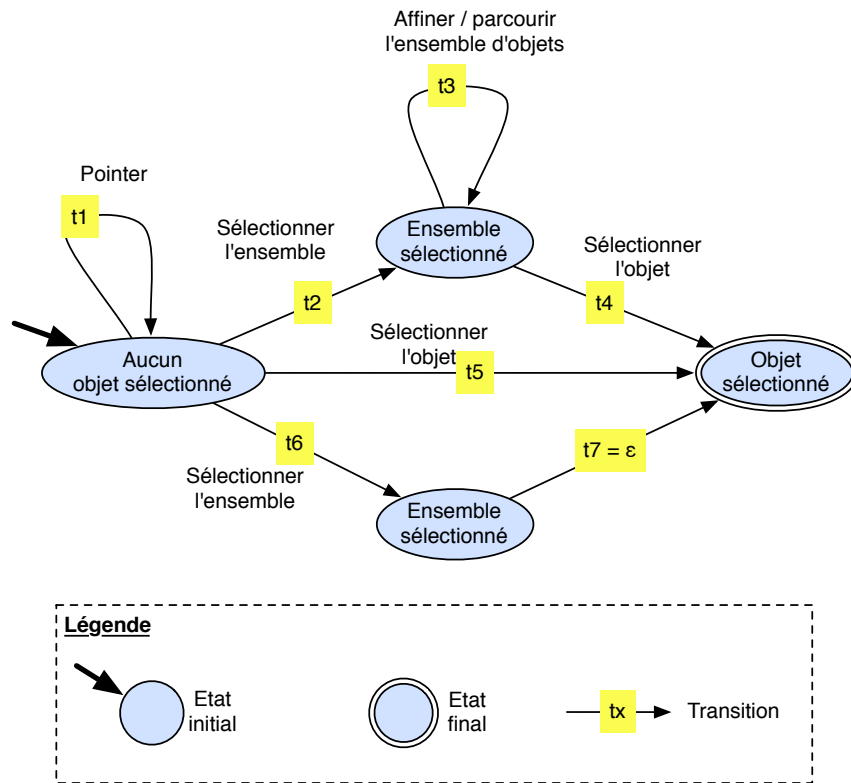 Affiner / parcourir
l'ensemble d'objets
t3
Pointer
t1
Sélectionner
l'ensemble
Ensemble
sélectionné
Sélectionner
l'objet
t2
t4
Sélectionner
l'objet
Aucun
objet sélectionné
t5
Objet
sélectionné
t6
t7 = ε
Sélectionner
l'ensemble
Ensemble
sélectionné
Légende
Etat
initial
Etat
final
tx
Transition